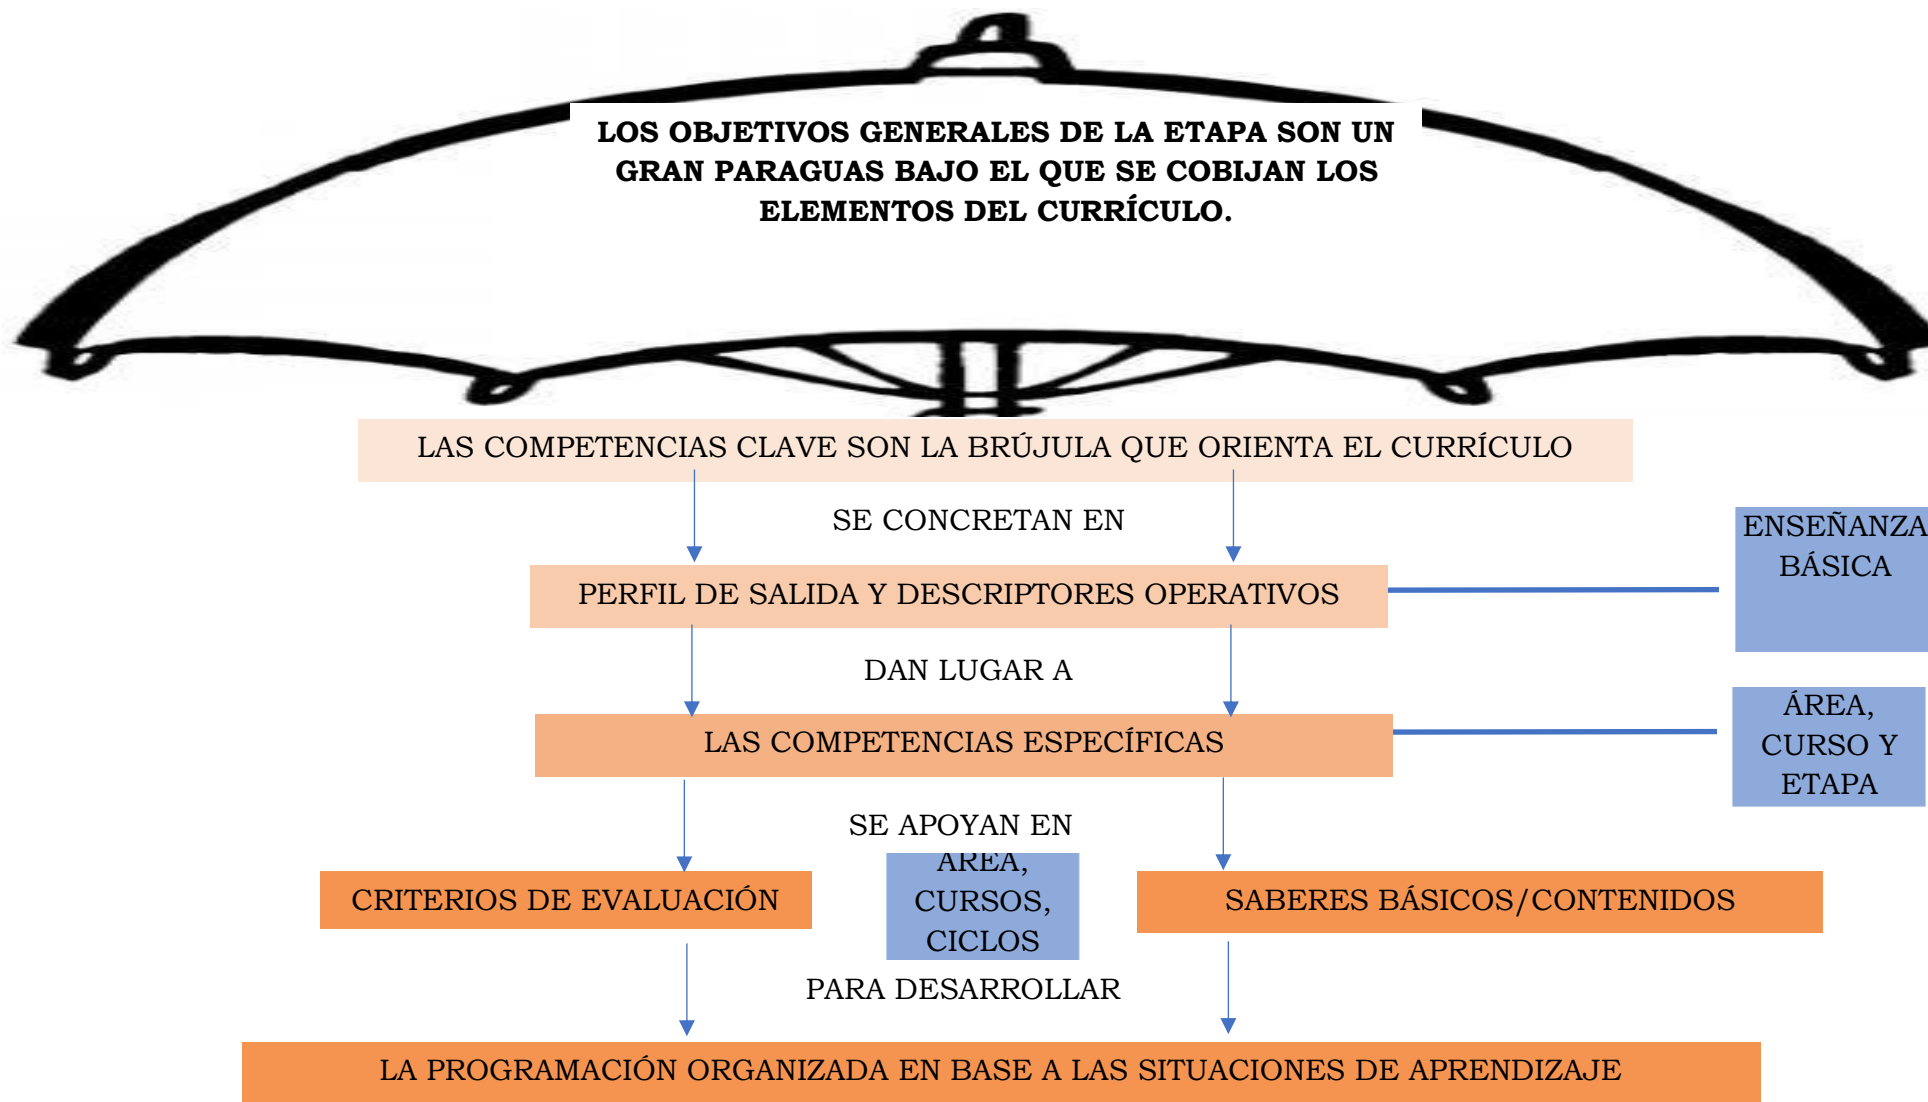 LOS OBJETIVOS GENERALES DE LA ETAPA SON UN
GRAN PARAGUAS BAJO EL QUE SE COBIJAN LOS
ELEMENTOS DEL CURRÍCULO.
LAS COMPETENCIAS CLAVE SON LA BRÚJULA QUE ORIENTA EL CURRÍCULO
SE CONCRETAN EN
ENSEÑANZA
BÁSICA
PERFIL DE SALIDA Y DESCRIPTORES OPERATIVOS
DAN LUGAR A
LAS COMPETENCIAS ESPECÍFICAS
ÁREA,
CURSO Y
ETAPA
SE APOYAN EN
CRITERIOS DE EVALUACIÓN
ÁREA,
CURSOS,
CICLOS
SABERES BÁSICOS/CONTENIDOS
PARA DESARROLLAR
LA PROGRAMACIÓN ORGANIZADA EN BASE A LAS SITUACIONES DE APRENDIZAJE